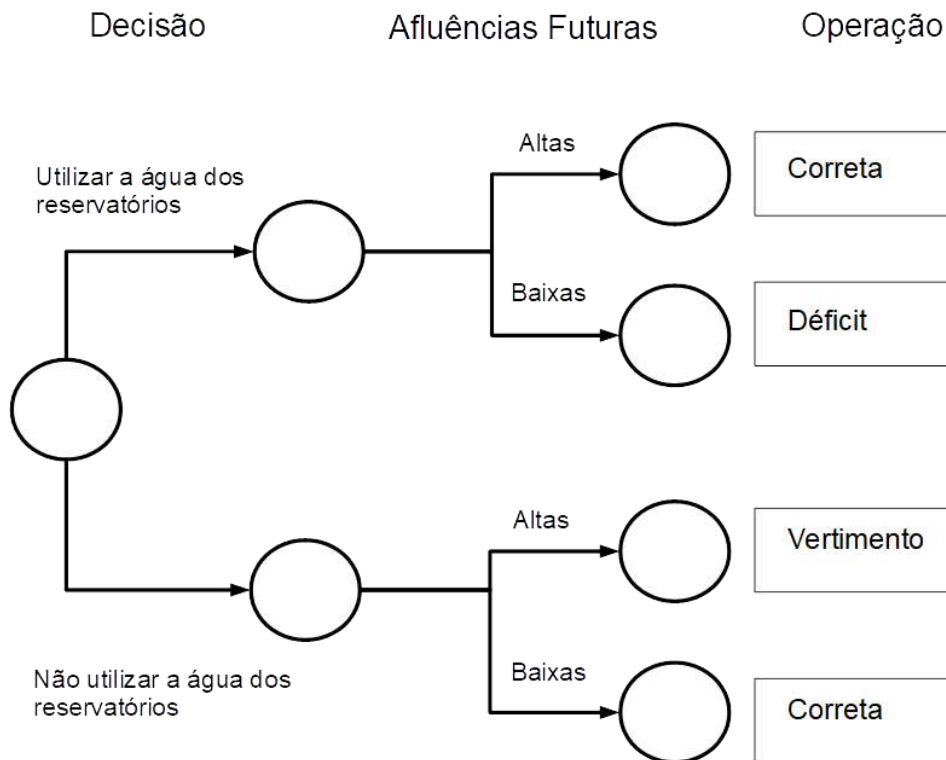 Decisão
Afluências Futuras
Operação
Utilizar a água dos
reservatórios
Altas
Correta
Baixas
Déficit
Não utilizar a água dos
reservatórios
Altas
Vertimento
Baixas
Correta